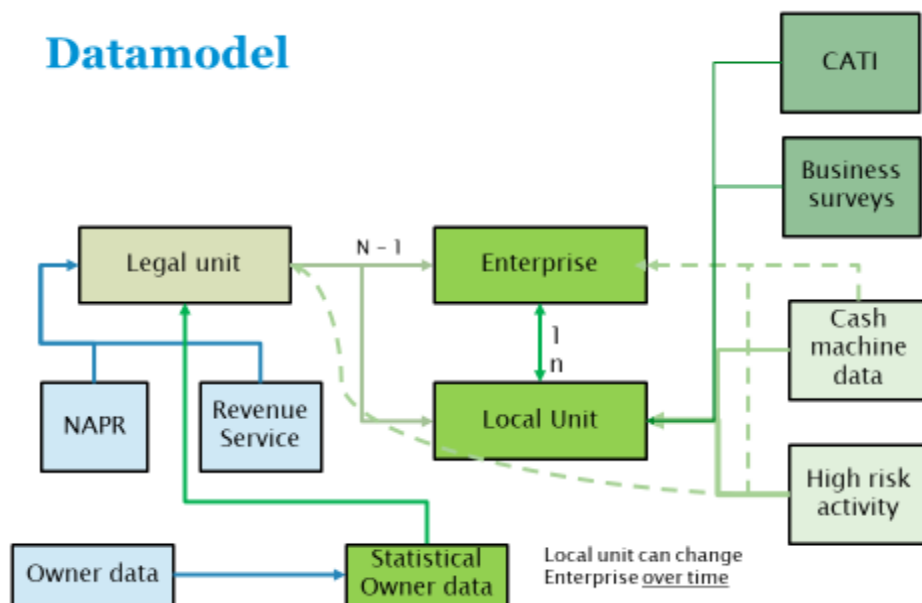 Datamodel
CATI
Business
surveys
N – 1
Legal unit
Enterprise
1
n
Cash
machine
data
NAPR
Revenue
Service
Local Unit
High risk
activity
Owner data
Statistical
Owner data
Local unit can change
Enterprise over time